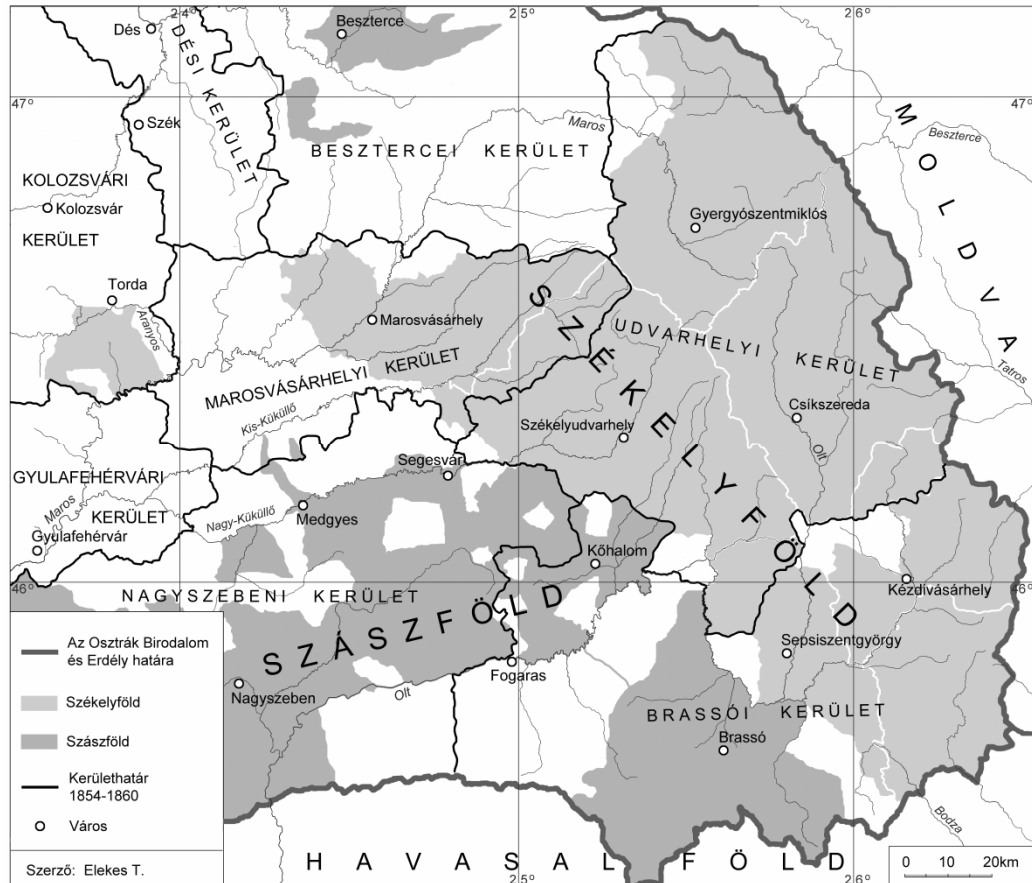 24°
25°
26°
Beszterce
Dés
DÉSI KERÜLET
47°
47°
Szék
Maros
MOLDVA
Beszterce
BESZTERCEI KERÜLET
KOLOZSVÁRI
Kolozsvár
KERÜLET
Gyergyószentmiklós
Torda
Aranyos
Marosvásárhely
SZÉKELYFÖLD
UDVARHELYI KERÜLET
MAROSVÁSÁRHELYI KERÜLET
Tatros
Kis-Küküllő
Csíkszereda
Székelyudvarhely
Olt
Segesvár
GYULAFEHÉRVÁRI
Maros
KERÜLET
Nagy-Küküllő
Medgyes
Gyulafehérvár
Kőhalom
Kézdivásárhely
46°
46°
NAGYSZEBENI KERÜLET
SZÁSZFÖLD
Sepsiszentgyörgy
Fogaras
Nagyszeben
Olt
BRASSÓI KERÜLET
Brassó
Bodza
HAVASALFÖLD
25°
26°
Az Osztrák Birodalom
és Erdély határa
Székelyföld
Szászföld
Kerülethatár
1854-1860
Város
Szerző: Elekes T.
0 10 20km